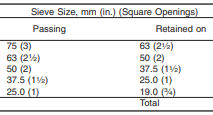 Sieve Size, mm (in.) (Square Openings)
Passing Retained on
75 (3) 63 (2½)
63 (2½) 50 (2)
50 (2) 37.5 (1½)
37.5 (1½) 25.0 (1)
25.0 (1) 19.0 (¾)
Total